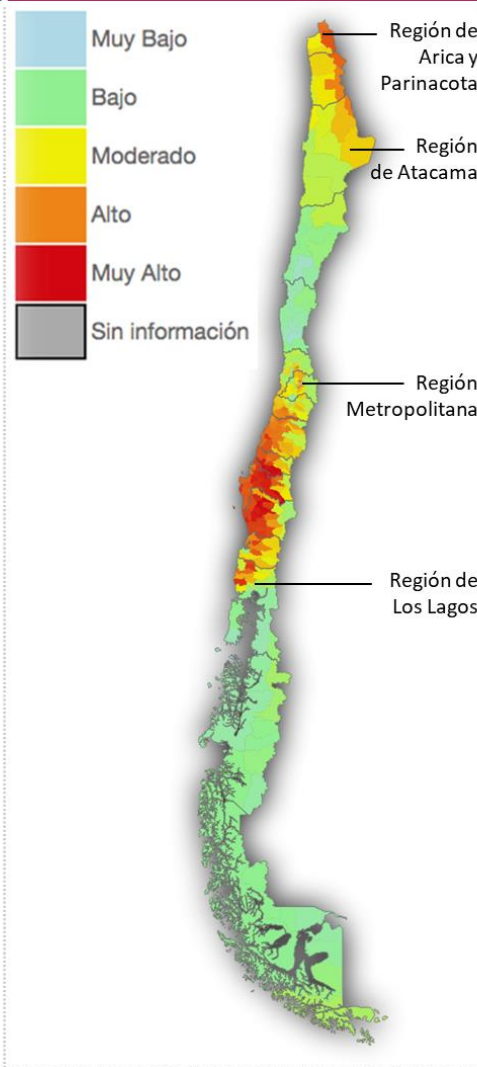 Muy Bajo
Bajo
Moderado
Alto
Muy Alto
Sin información
Región de
Arica y
Parinacota
Región
de Atacama
Región
Metropolitana
Región de
Los Lagos